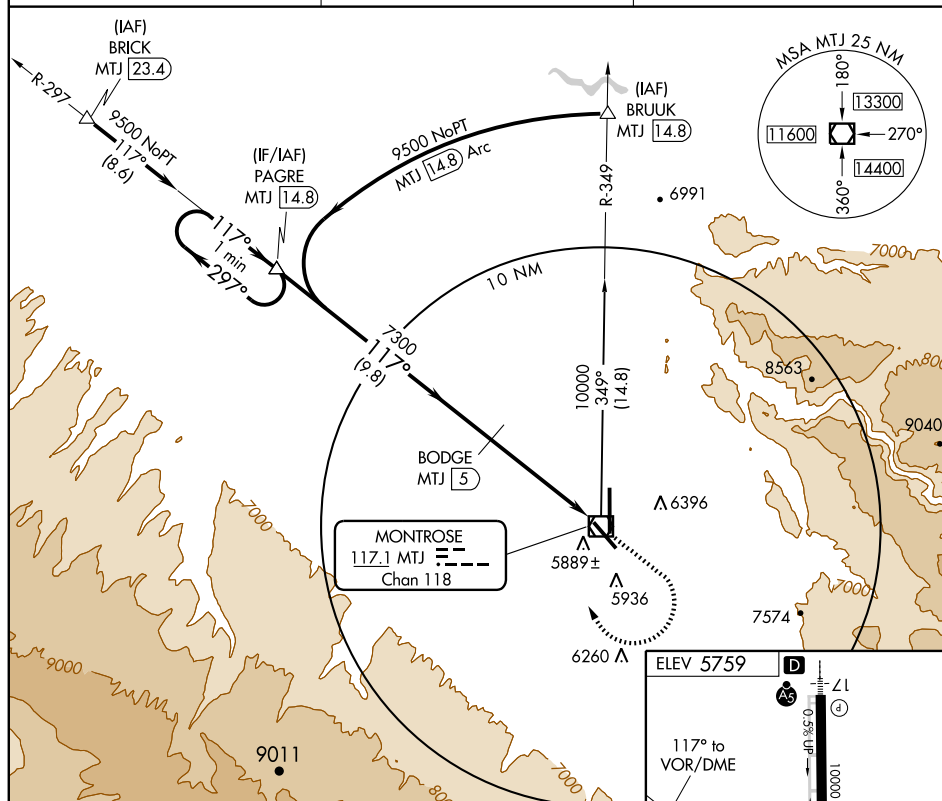 (IAF)
BRICK
MTJ 23.4
R-297
9500 NoPT
117°
(8.6)
(IF/IAF)
PAGRE
MTJ 14.8
117°
1 min
297°
9500 NoPT
MTJ 14.8 Arc
(IAF)
BRUUK
MTJ 14.8
R-349
6991
MSA MTJ 25 NM
180°
13300
11600
270°
14400
360°
7000
10 NM
7300
117°
(9.8)
10000
349°
(14.8)
8563
800
9040
BODGE
MTJ 5
6396
MONTROSE
117.1 MTJ
Chan 118
5889±
5936
6260
7574
7000
7000
9000
9011
7000
800
ELEV 5759
D
A5
17
P
0.5% UP
10000
117° to
VOR/DME